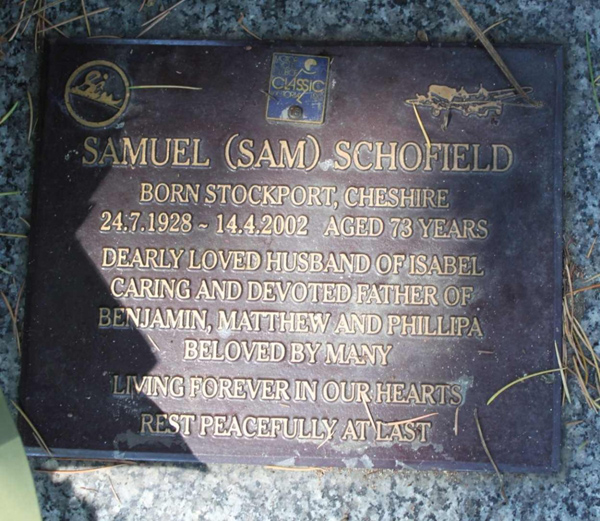 CLASSIC
SAMUEL (SAM) SCHOFIELD
BORN STOCKPORT, CHESHIRE
24.7.1928 ~ 14.4.2002 AGED 73 YEARS
DEARLY LOVED HUSBAND OF ISABEL
CARING AND DEVOTED FATHER OF
BENJAMIN, MATTHEW AND PHILLIPA
BELOVED BY MANY
LIVING FOREVER IN OUR HEARTS
REST PEACEFULLY AT LAST